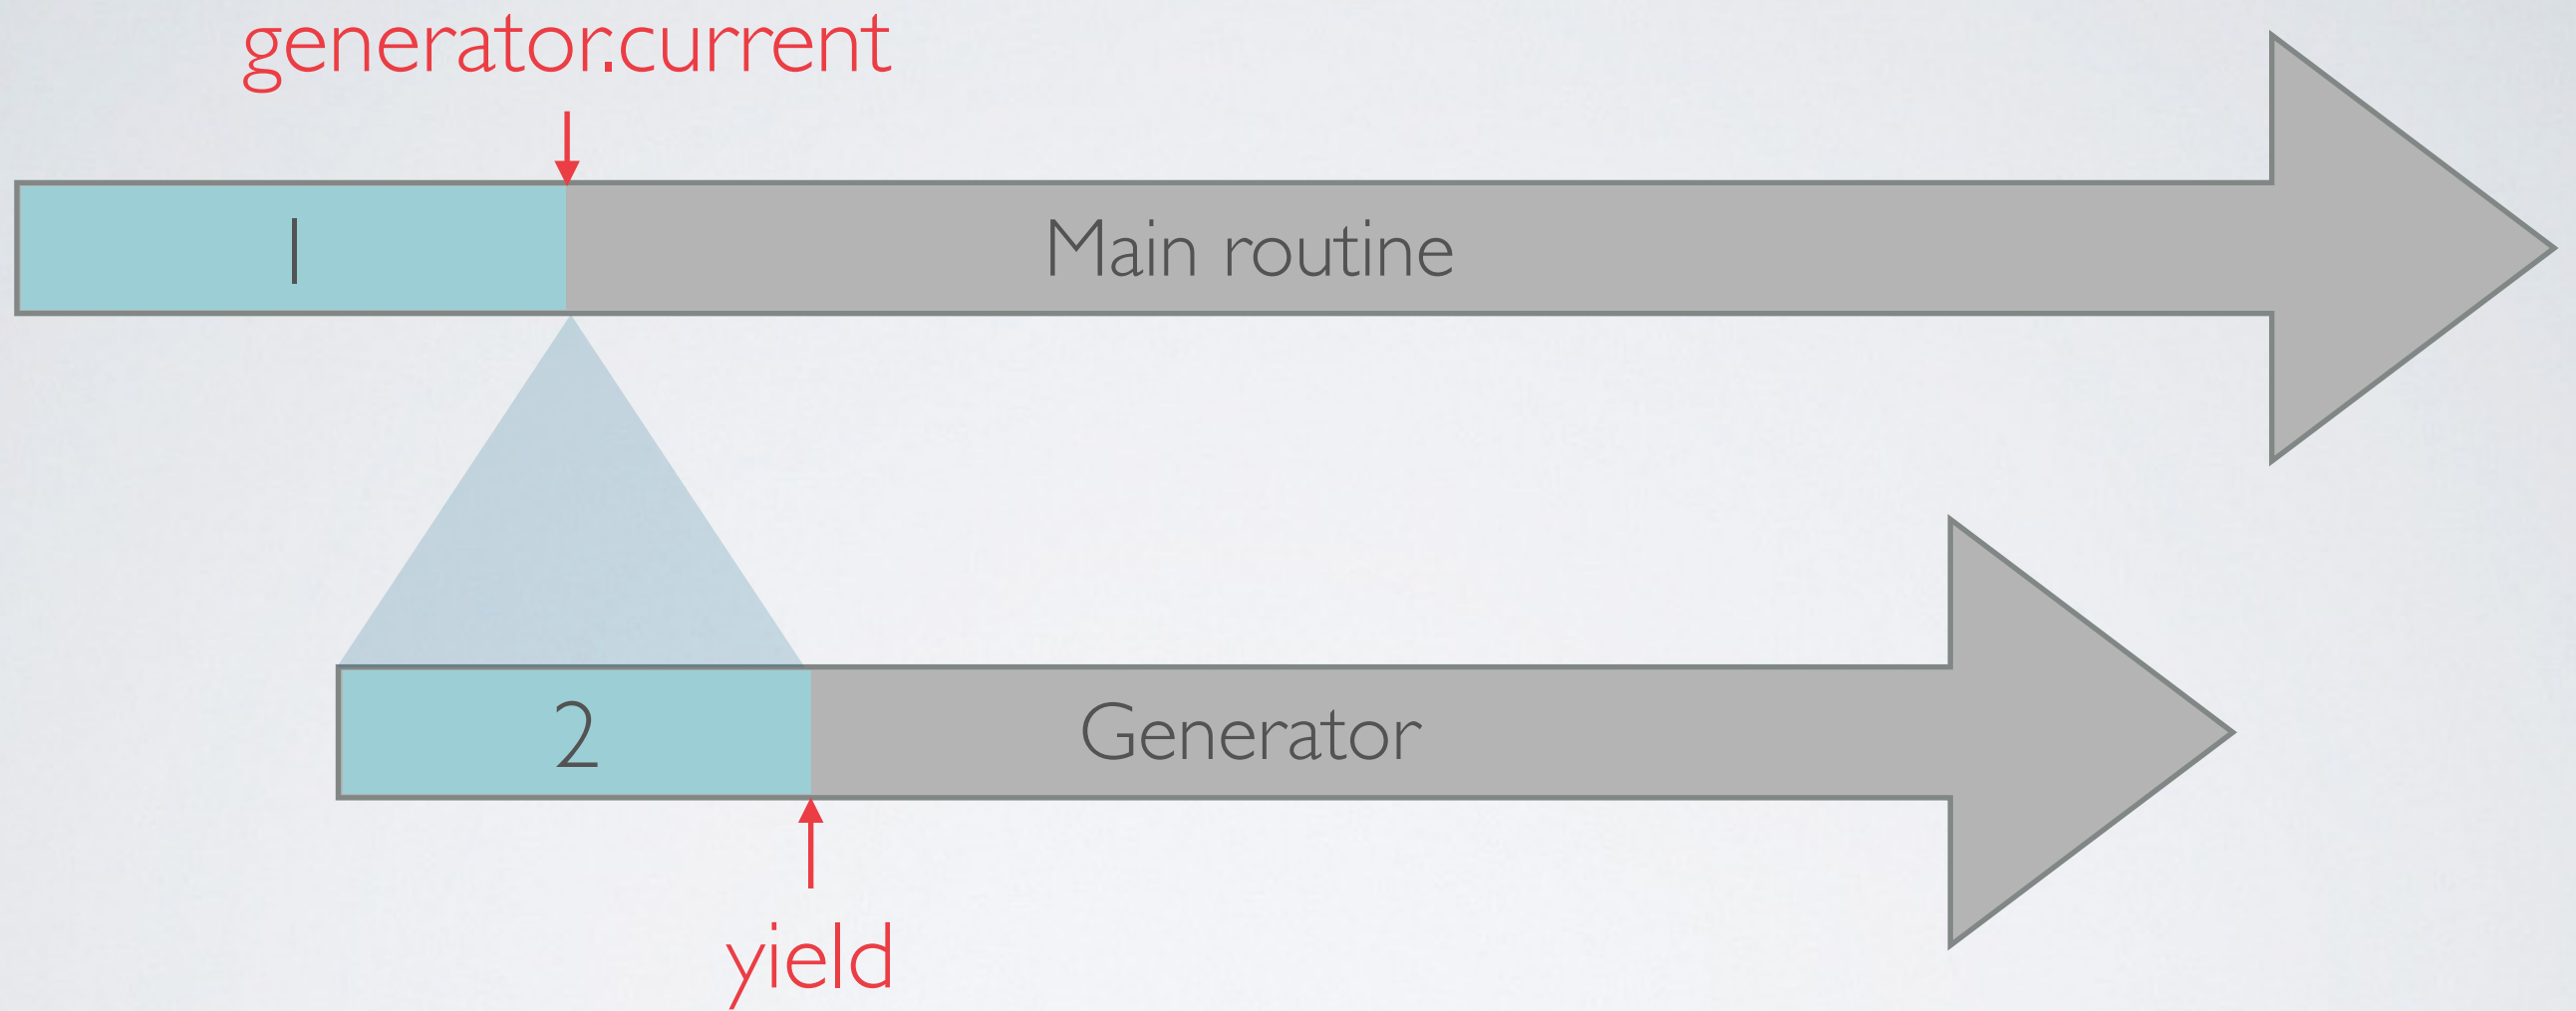 generator.current
1
Main routine
2
Generator
yield